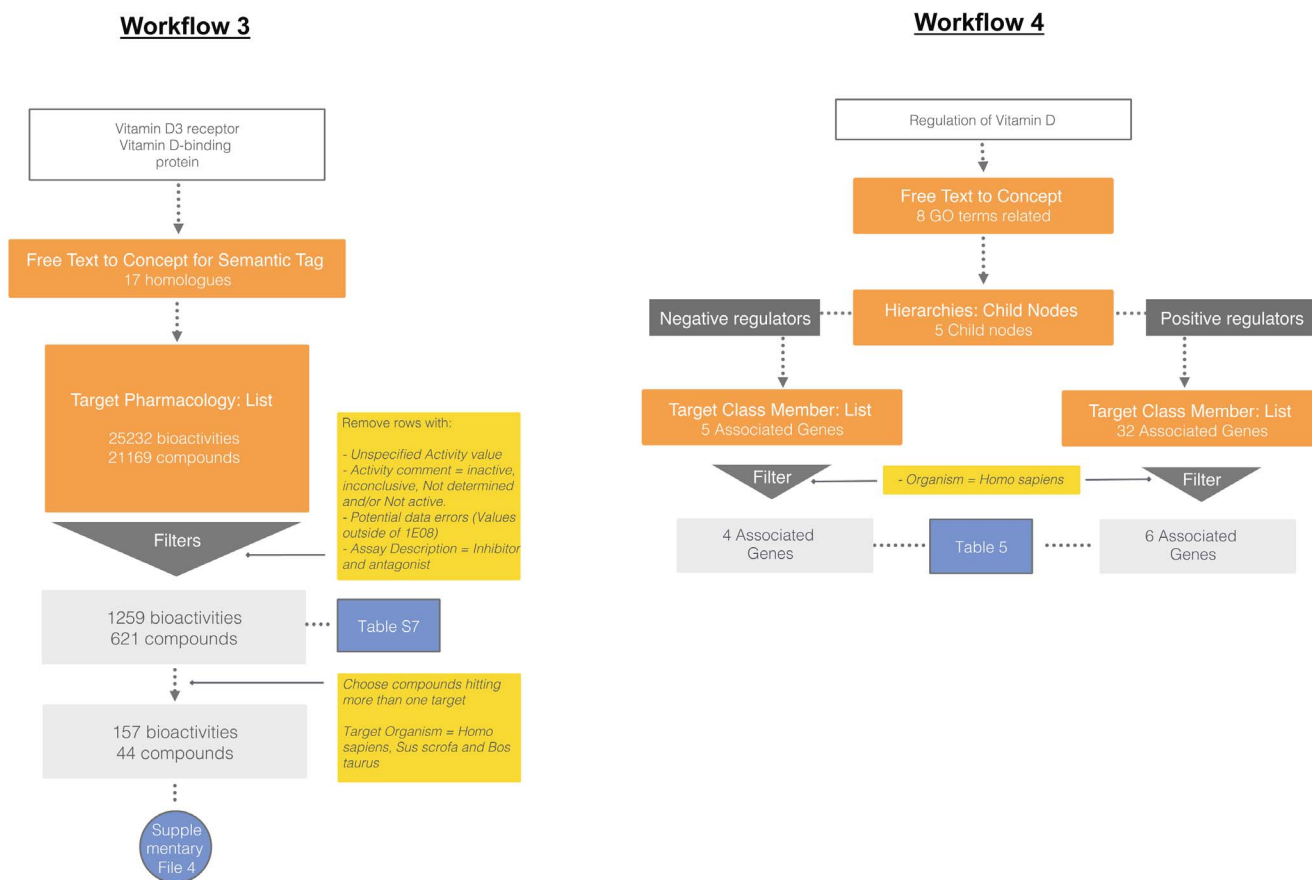 Workflow 3
Vitamin D3 receptor
Vitamin D-binding
protein
Free Text to Concept for Semantic Tag
17 homologues
Target Pharmacology: List
25232 bioactivities
21169 compounds
Remove rows with:
- Unspecified Activity value
- Activity comment = inactive,
inconclusive, Not determined
and/or Not active.
- Potential data errors (Values
outside of 1E08)
- Assay Description = Inhibitor
and antagonist
Filters
1259 bioactivities
621 compounds
Table S7
Choose compounds hitting
more than one target
Target Organism = Homo
sapiens, Sus scrofa and Bos
taurus
157 bioactivities
44 compounds
Supple
mentary
File 4
Workflow 4
Regulation of Vitamin D
Free Text to Concept
8 GO terms related
Hierarchies: Child Nodes
5 Child nodes
Negative regulators
Positive regulators
Target Class Member: List
5 Associated Genes
Target Class Member: List
32 Associated Genes
Filter
- Organism = Homo sapiens
Filter
4 Associated
Genes
Table 5
6 Associated
Genes